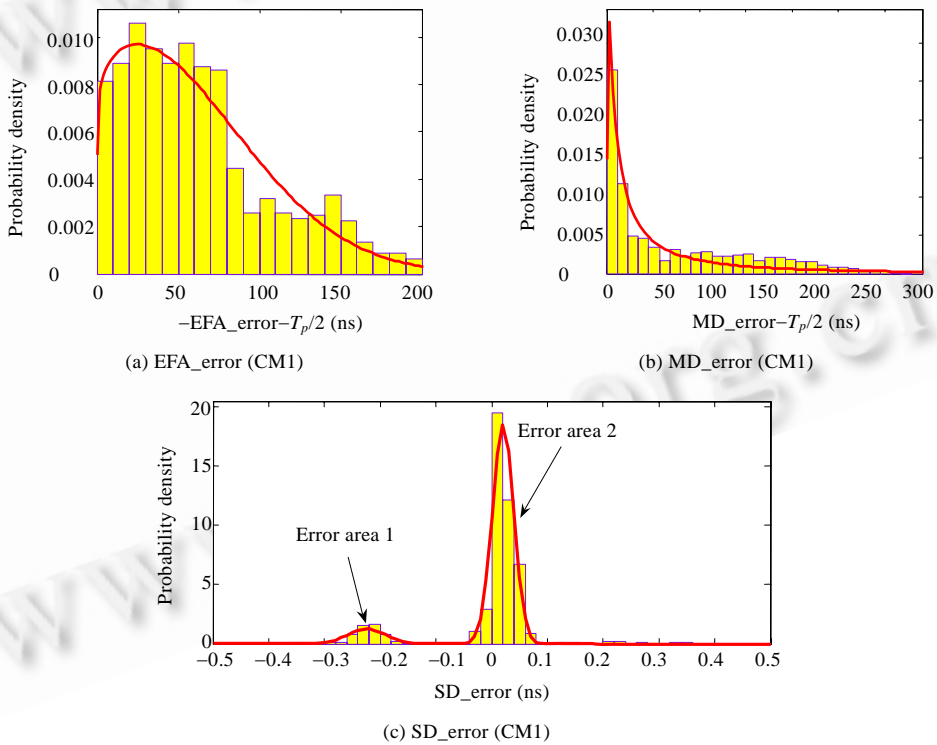 0.010
0.008
0.006
0.004
0.002
0
Probability density
0 50 100 150 200
−EFA_error−Tp/2 (ns)
(a) EFA_error (CM1)
0.030
0.025
0.020
0.015
0.010
0.005
0
Probability density
0 50 100 150 200 250 300
MD_error−Tp/2 (ns)
(b) MD_error (CM1)
20
15
10
5
0
Probability density
Error area 1
Error area 2
−0.5 −0.4 −0.3 −0.2 −0.1 0 0.1 0.2 0.3 0.4 0.5
SD_error (ns)
(c) SD_error (CM1)